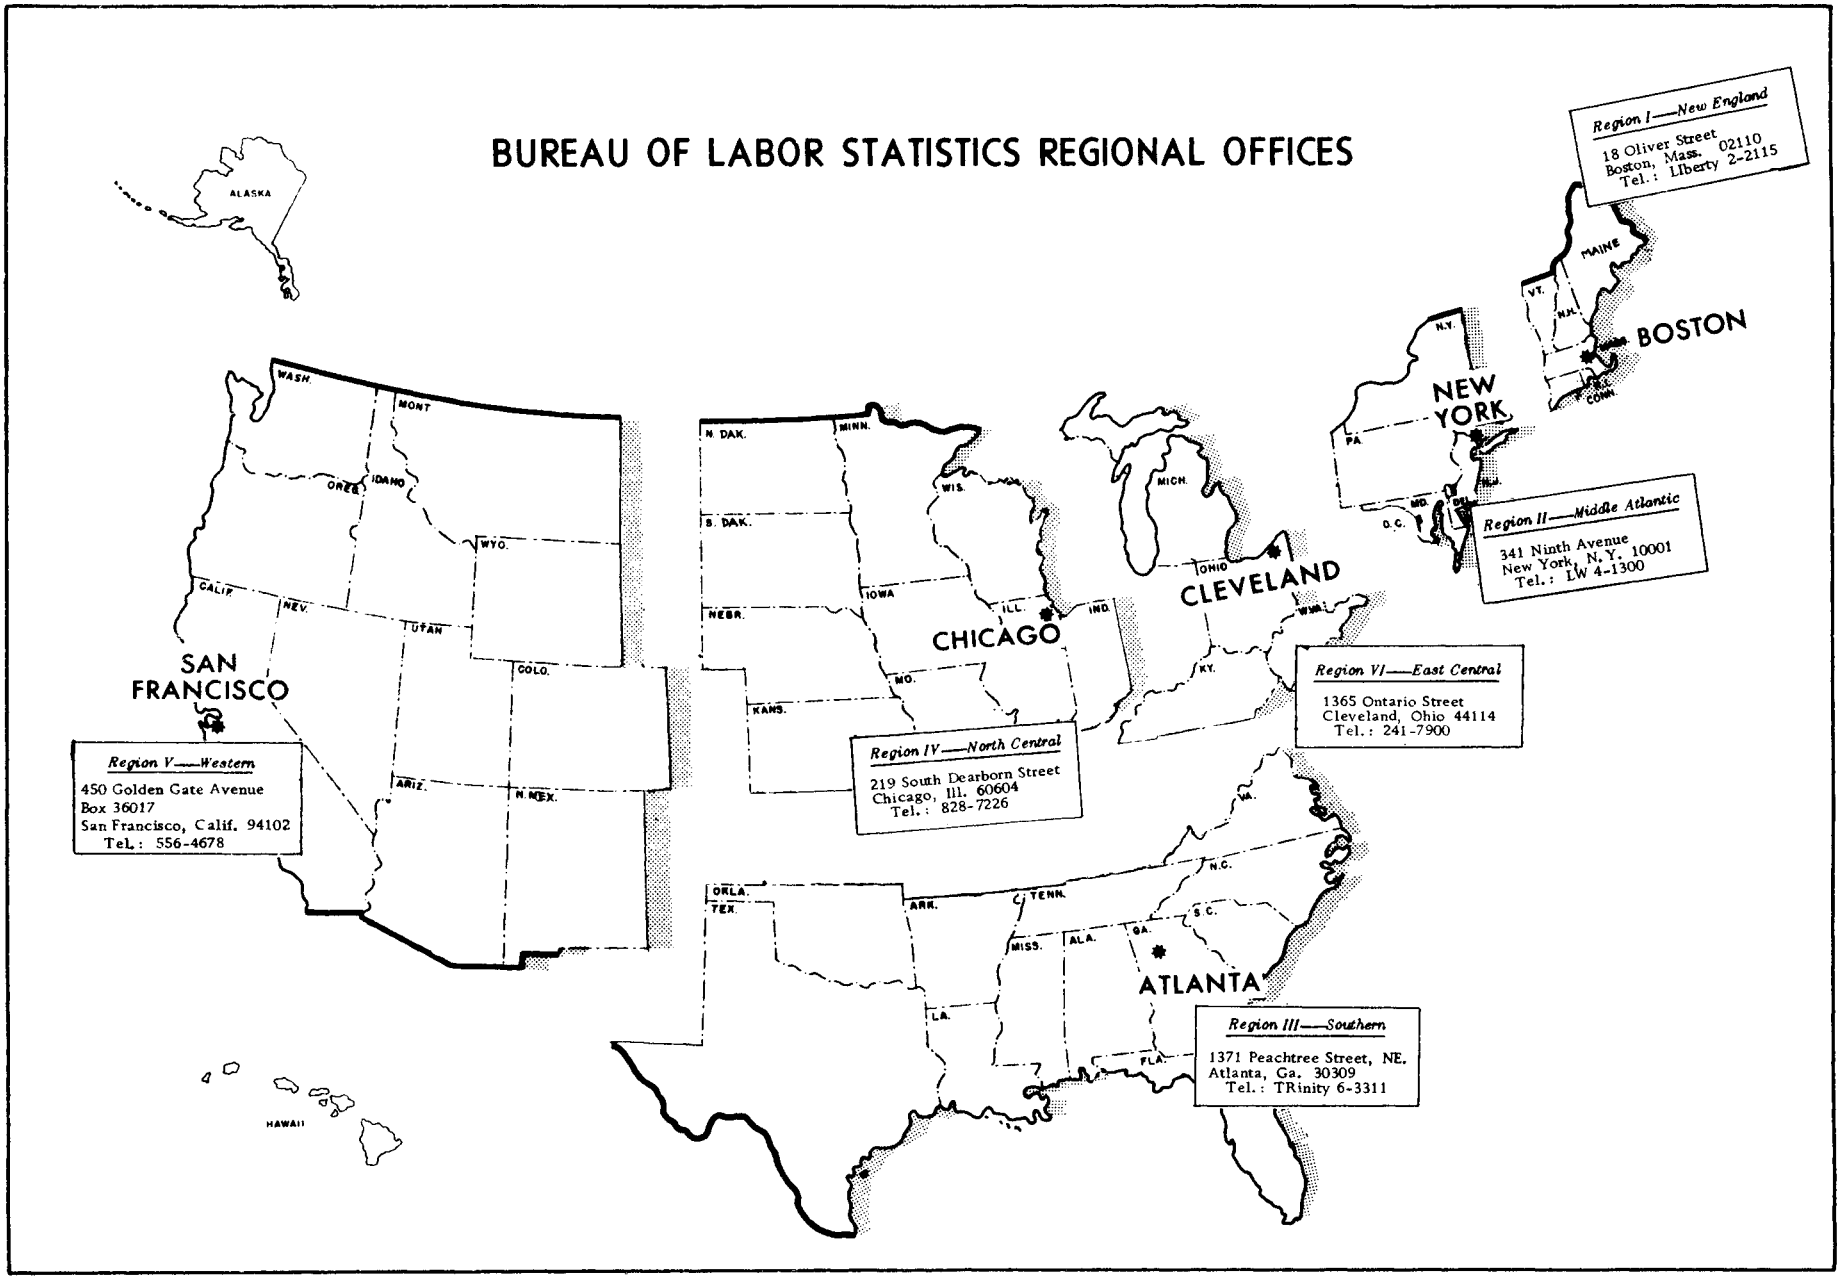 BUREAU OF LABOR STATISTICS REGIONAL OFFICES
ALASKA
Region I—New England
18 Oliver Street
Boston, Mass. 02110
Tel.: LIberty 2-2115
MAINE
VT.
N.H.
MASS.
BOSTON
R.I.
CONN.
N.Y.
NEW
YORK
PA.
N.J.
MD.
DEL.
D.C.
Region II—Middle Atlantic
341 Ninth Avenue
New York, N.Y. 10001
Tel.: LW 4-1300
WASH.
MONT
OREG.
IDAHO
WYO.
CALIF.
NEV.
UTAH
COLO.
ARIZ.
N.MEX.
SAN
FRANCISCO
Region V—Western
450 Golden Gate Avenue
Box 36017
San Francisco, Calif. 94102
Tel.: 556-4678
N. DAK.
MINN.
S. DAK.
WIS.
NEBR.
IOWA
ILL.
IND.
CHICAGO
MO.
KANS.
Region IV—North Central
219 South Dearborn Street
Chicago, Ill. 60604
Tel.: 828-7226
MICH.
OHIO
CLEVELAND
W.VA.
KY.
Region VI—East Central
1365 Ontario Street
Cleveland, Ohio 44114
Tel.: 241-7900
VA.
N.C.
OKLA.
TEX.
ARK.
TENN.
S.C.
MISS.
ALA.
GA.
ATLANTA
LA.
FLA.
Region III—Southern
1371 Peachtree Street, NE.
Atlanta, Ga. 30309
Tel.: TRinity 6-3311
HAWAII